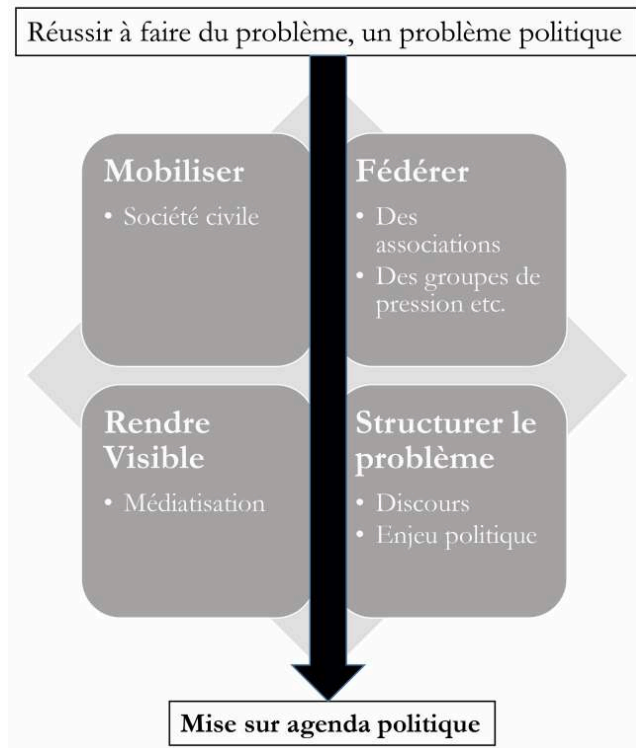 Réussir à faire du problème, un problème politique
Mobiliser
• Société civile
Fédérer
• Des
associations
• Des groupes de
pression etc.
Rendre
Visible
• Médiatisation
Structurer le
problème
• Discours
• Enjeu politique
Mise sur agenda politique